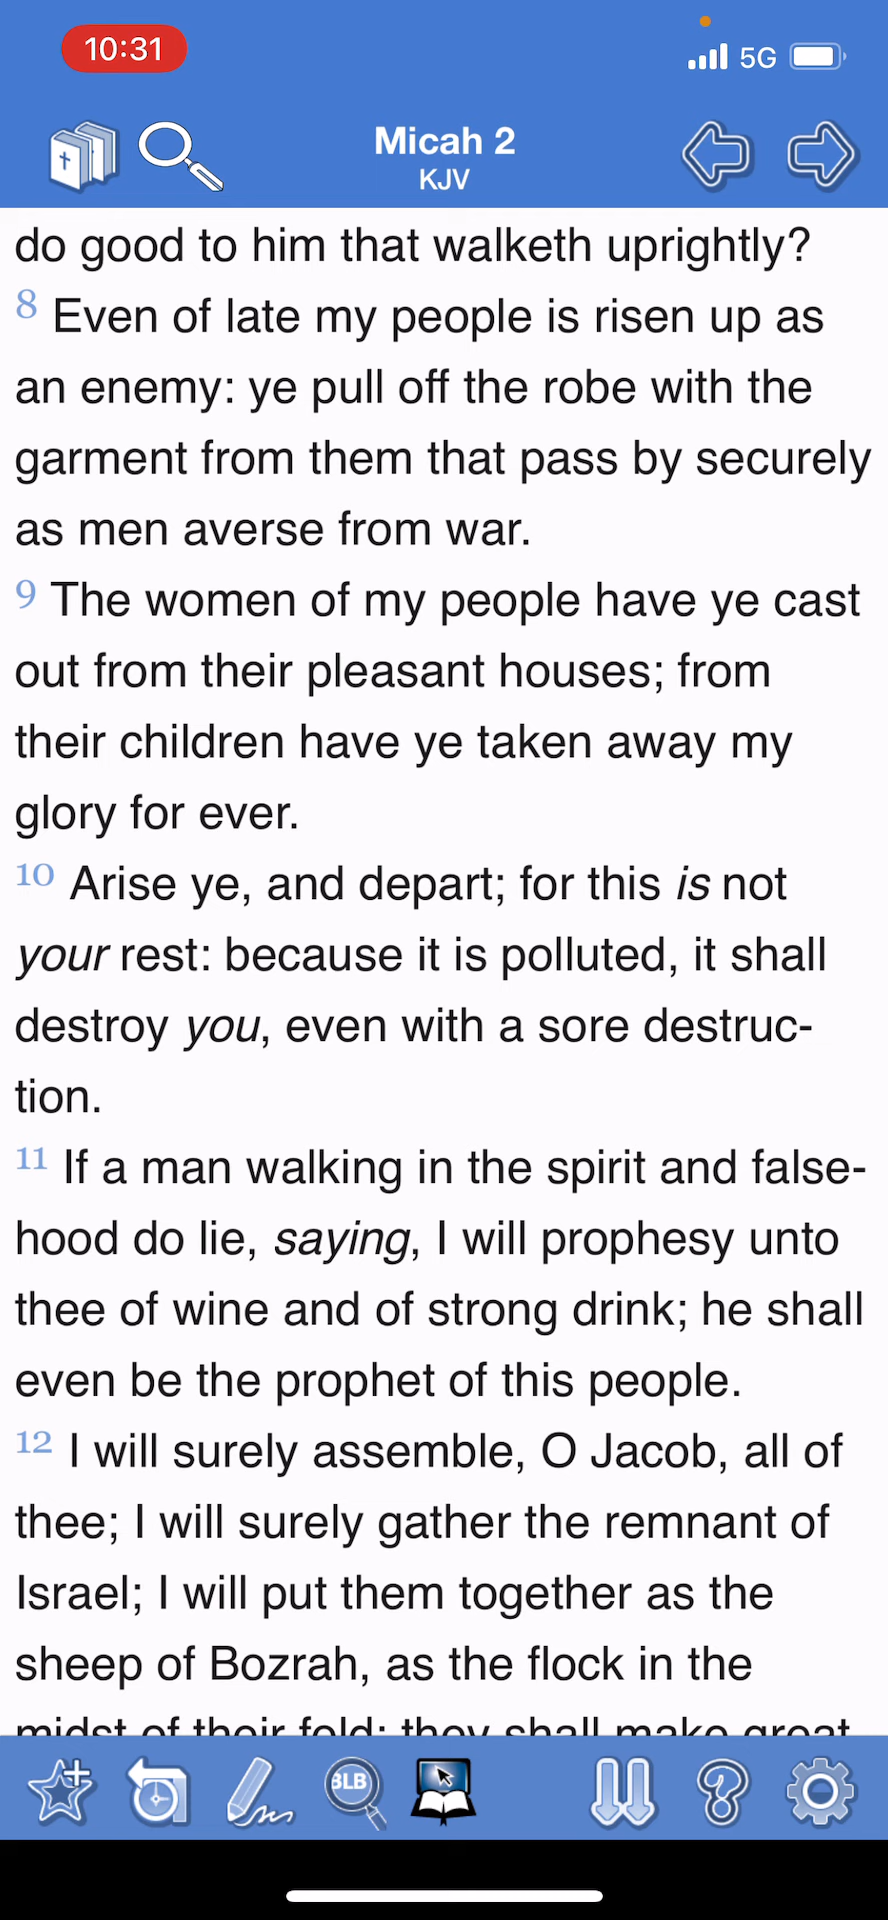 10:31
5G
Micah 2
KJV
do good to him that walketh uprightly?
8 Even of late my people is risen up as
an enemy: ye pull off the robe with the
garment from them that pass by securely
as men averse from war.
9 The women of my people have ye cast
out from their pleasant houses; from
their children have ye taken away my
glory for ever.
10 Arise ye, and depart; for this is not
your rest: because it is polluted, it shall
destroy you, even with a sore destruc-
tion.
11 If a man walking in the spirit and false-
hood do lie, saying, I will prophesy unto
thee of wine and of strong drink; he shall
even be the prophet of this people.
12 I will surely assemble, O Jacob, all of
thee; I will surely gather the remnant of
Israel; I will put them together as the
sheep of Bozrah, as the flock in the
midst of their fold: they shall make great
BLB